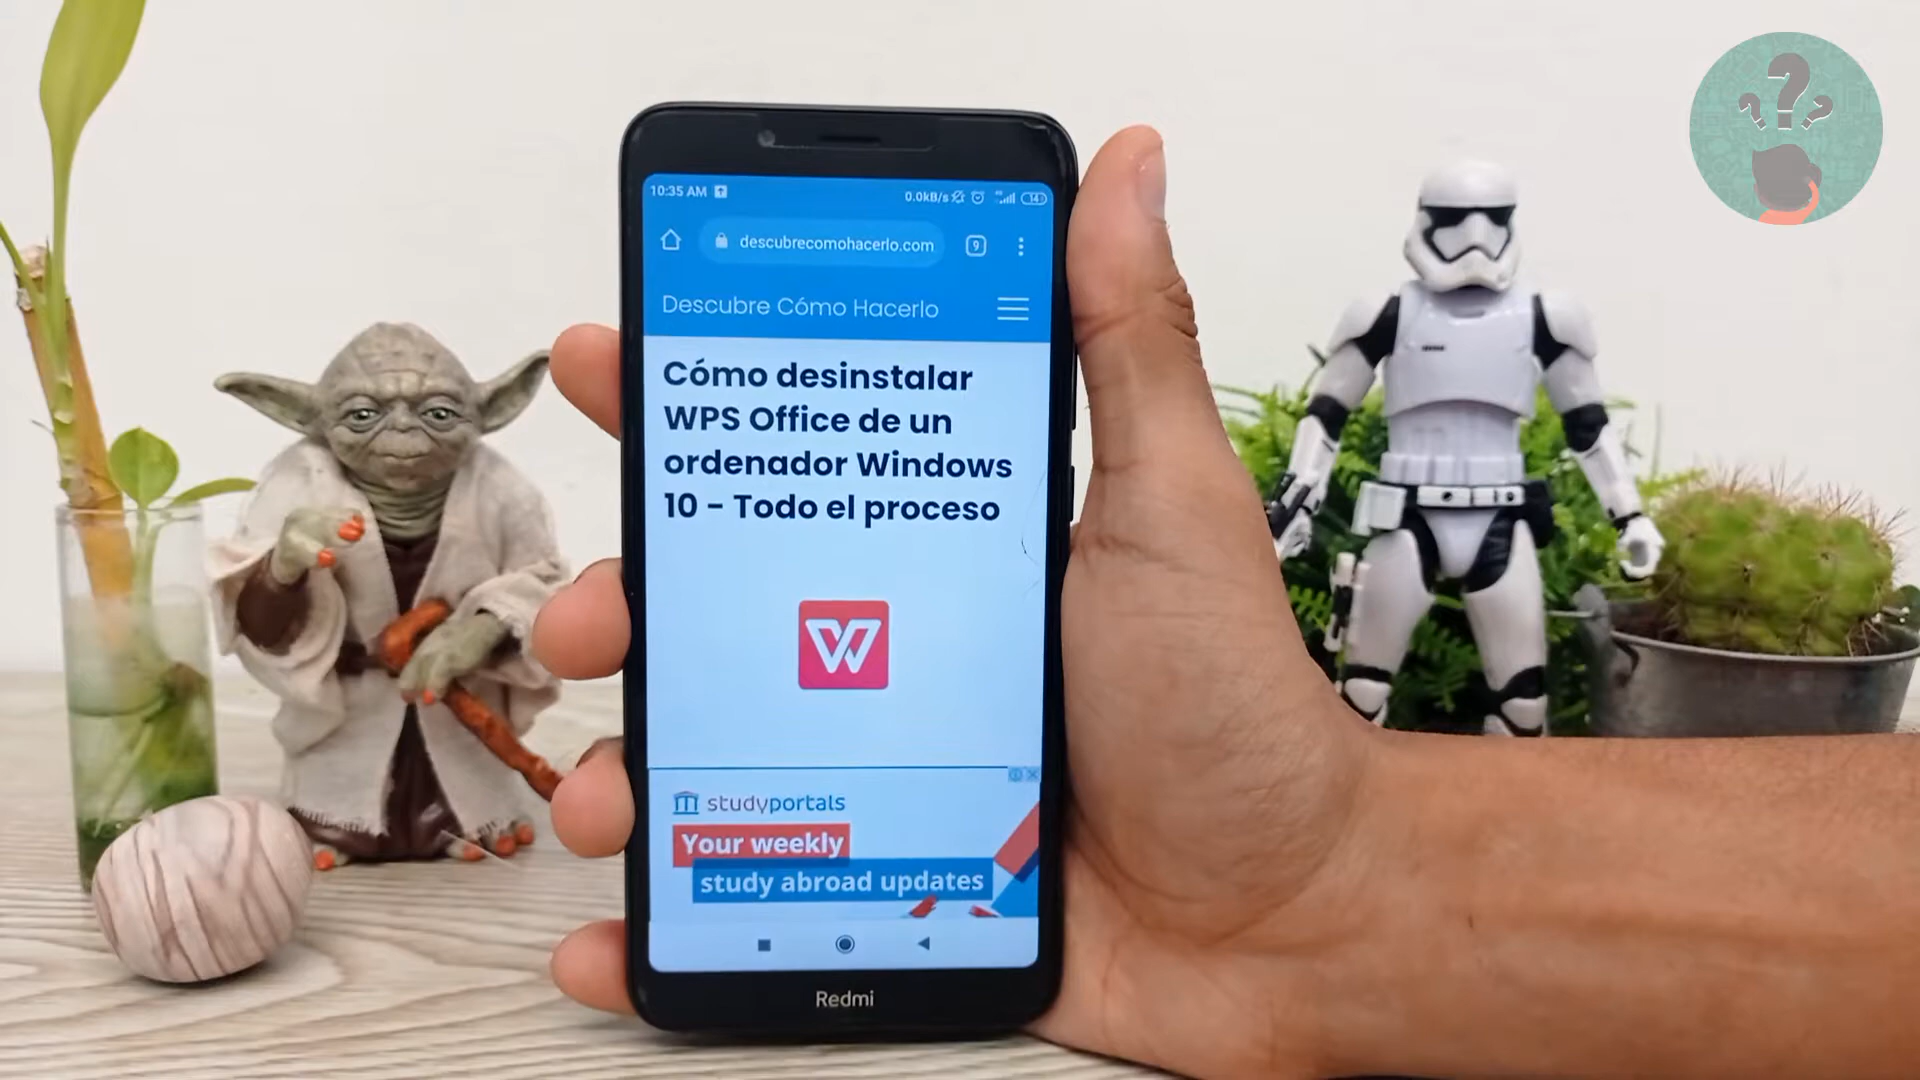 10:35 AM
0.0kB/s
14
descubrecomohacerlo.com
9
Descubre Cómo Hacerlo
Cómo desinstalar
WPS Office de un
ordenador Windows
10 - Todo el proceso
W
studyportals
Your weekly
study abroad updates
Redmi
???